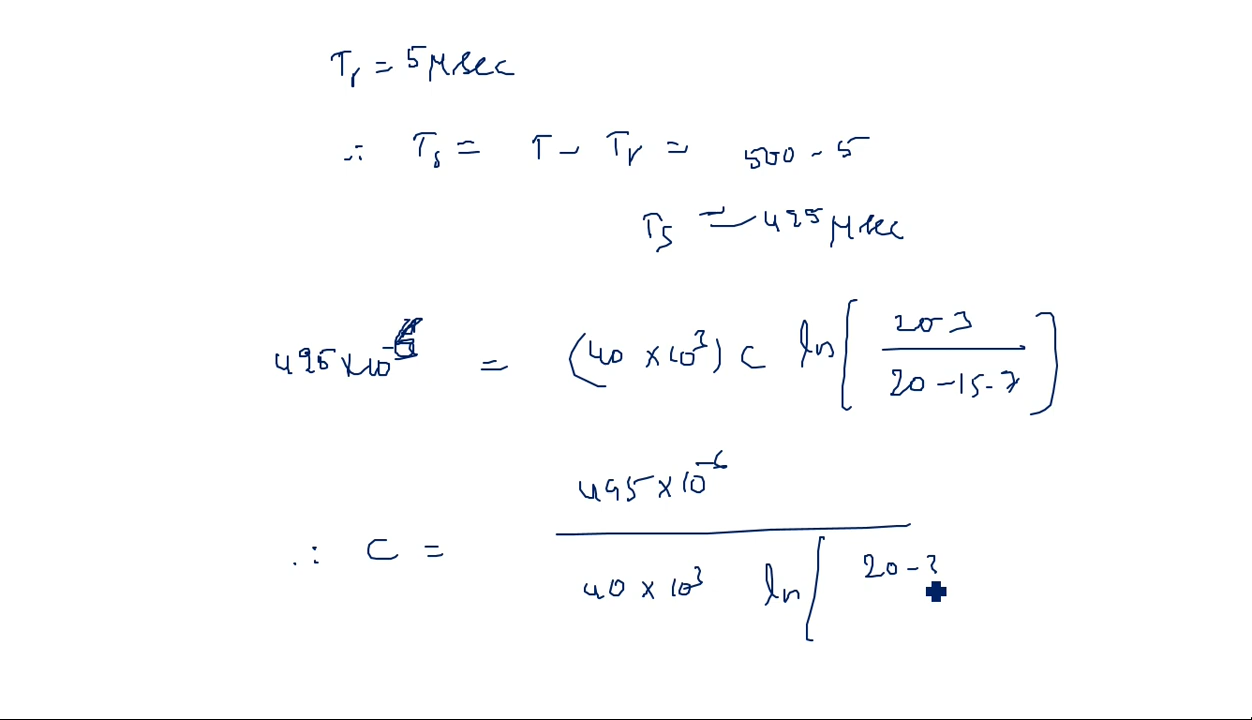 Tr = 5 μsec
∴ Ts = T - Tr = 500 - 5
Ts = 495 μsec
495 × 10⁻⁶ = (40 × 10³) C ln [ 20-3 / 20-15-3 ]
∴ C = 495 × 10⁻⁶ / 40 × 10³ ln [ 20-3